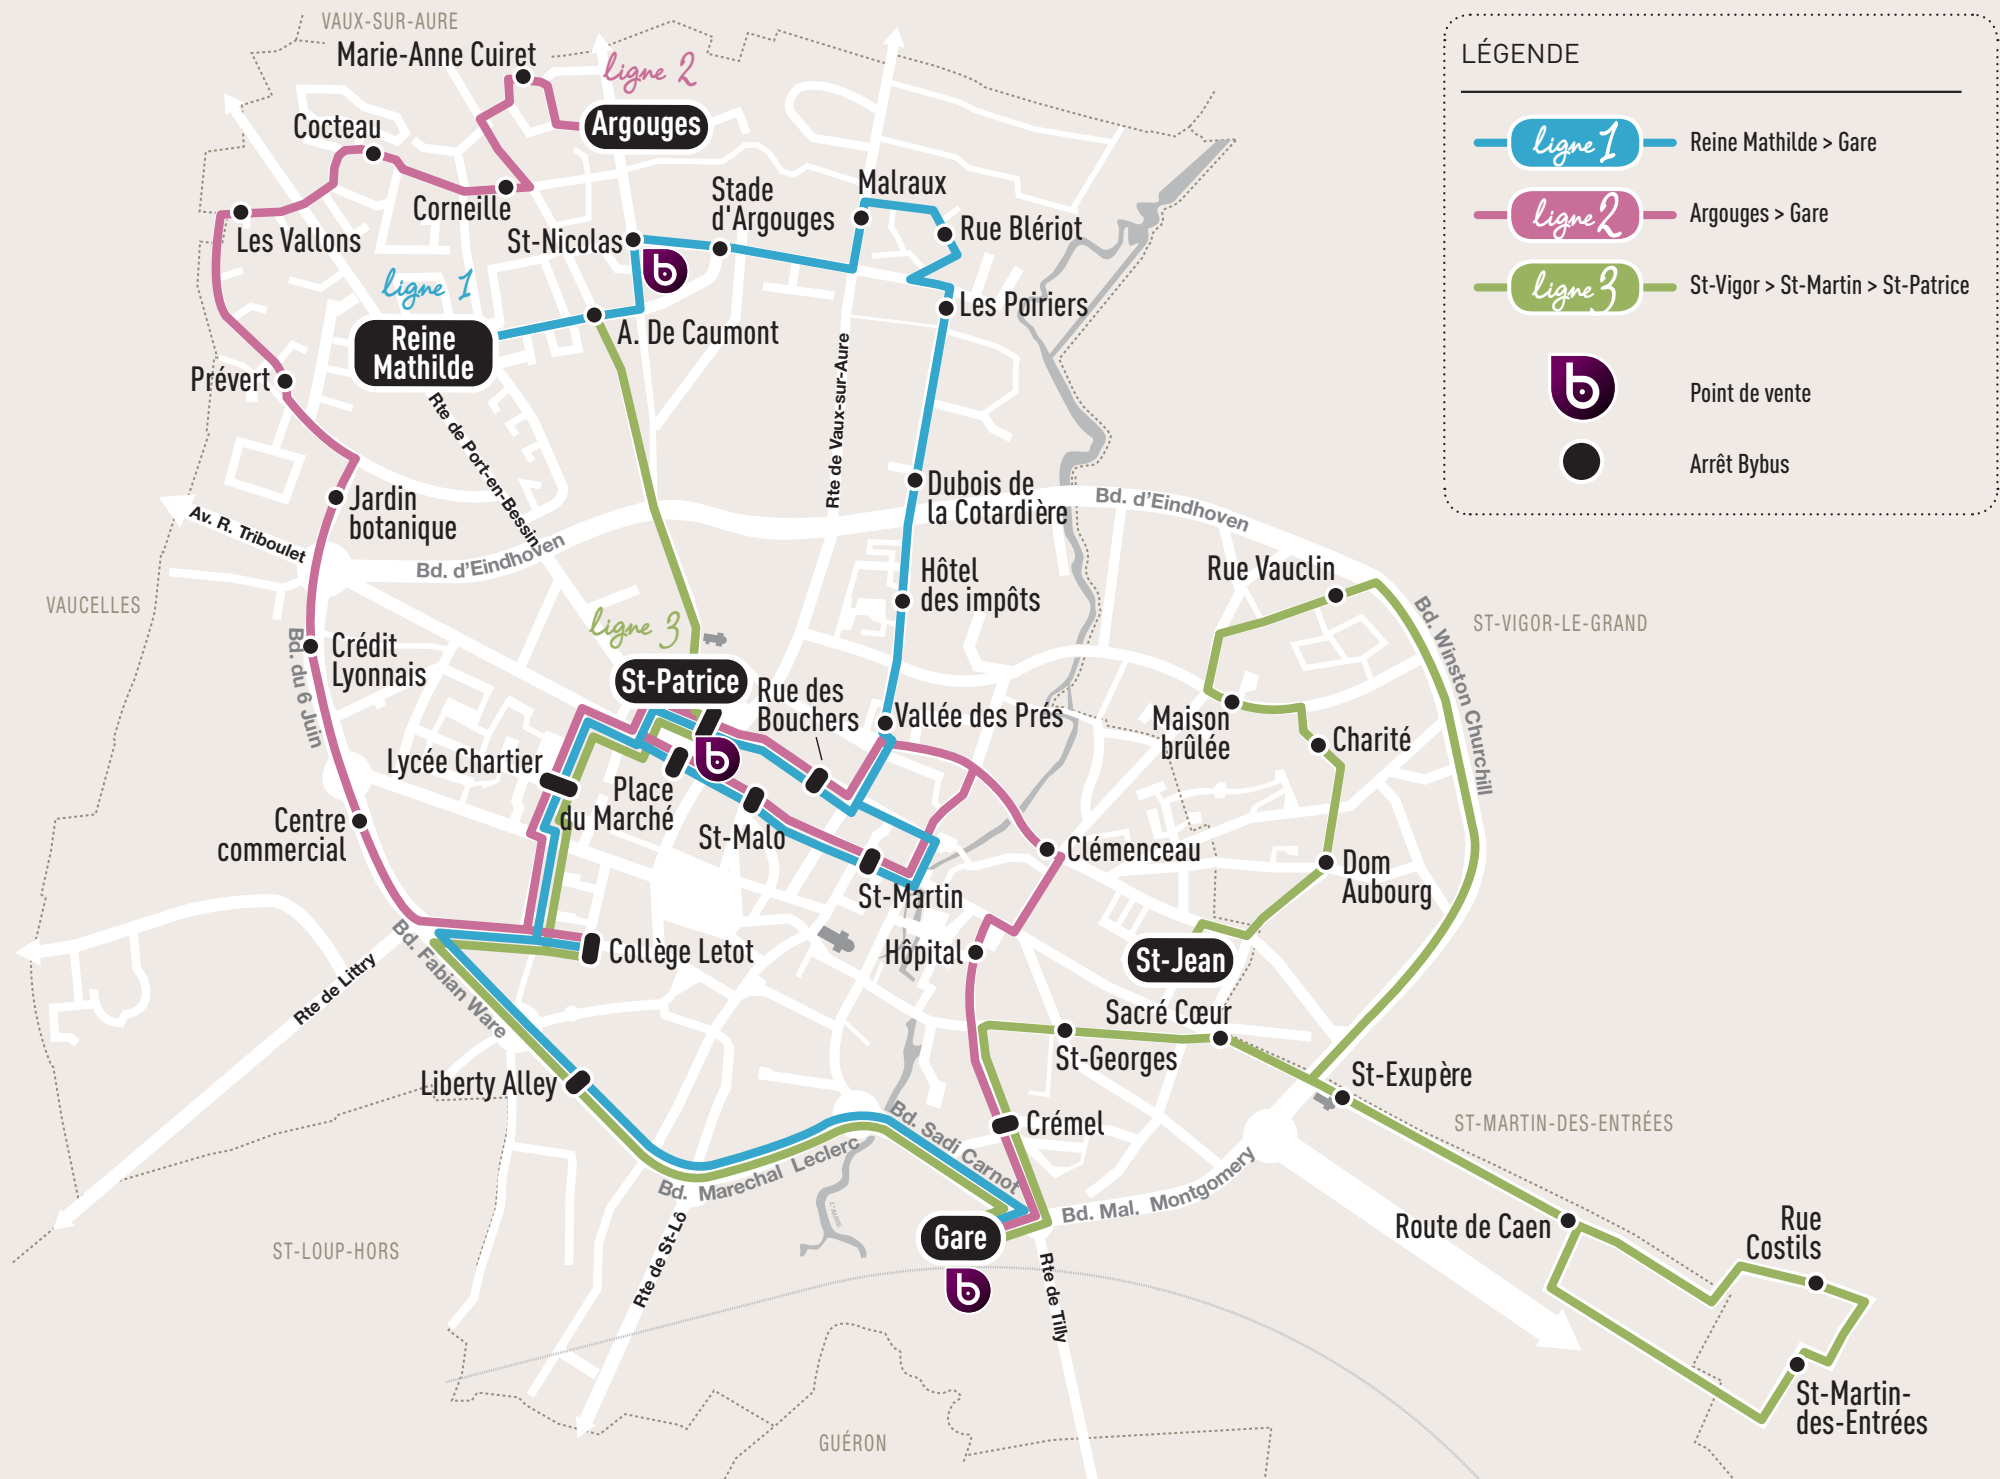 VAUX-SUR-AURE
Marie-Anne Cuiret
ligne 2
Argouges
Cocteau
Corneille
Les Vallons
St-Nicolas
Stade
d'Argouges
Malraux
Rue Blériot
ligne 1
b
Reine
Mathilde
A. De Caumont
Les Poiriers
Prévert
Rte de Port-en-Bessin
Rte de Vaux-sur-Aure
Jardin
botanique
Av. R. Triboulet
Bd. d'Eindhoven
Dubois de
la Cotardière
Bd. d'Eindhoven
Hôtel
des impôts
Rue Vauclin
VAUCELLES
ligne 3
ST-VIGOR-LE-GRAND
Bd. Winston Churchill
Bd. du 6 Juin
Crédit
Lyonnais
St-Patrice
Rue des
Bouchers
Vallée des Prés
Maison
brûlée
Charité
Lycée Chartier
b
Place
du Marché
St-Malo
Centre
commercial
St-Martin
Clémenceau
Dom
Aubourg
Collège Letot
Hôpital
St-Jean
Bd. Fabian Ware
Rte de Littry
Sacré Cœur
St-Georges
St-Exupère
Liberty Alley
Crémel
ST-MARTIN-DES-ENTRÉES
Bd. Sadi Carnot
Bd. Marechal Leclerc
Bd. Mal. Montgomery
L'AURE
Gare
b
Rte de St-Lô
Rte de Tilly
ST-LOUP-HORS
Route de Caen
Rue
Costils
St-Martin-
des-Entrées
GUÉRON
LÉGENDE
ligne 1
Reine Mathilde > Gare
ligne 2
Argouges > Gare
ligne 3
St-Vigor > St-Martin > St-Patrice
b
Point de vente
Arrêt Bybus